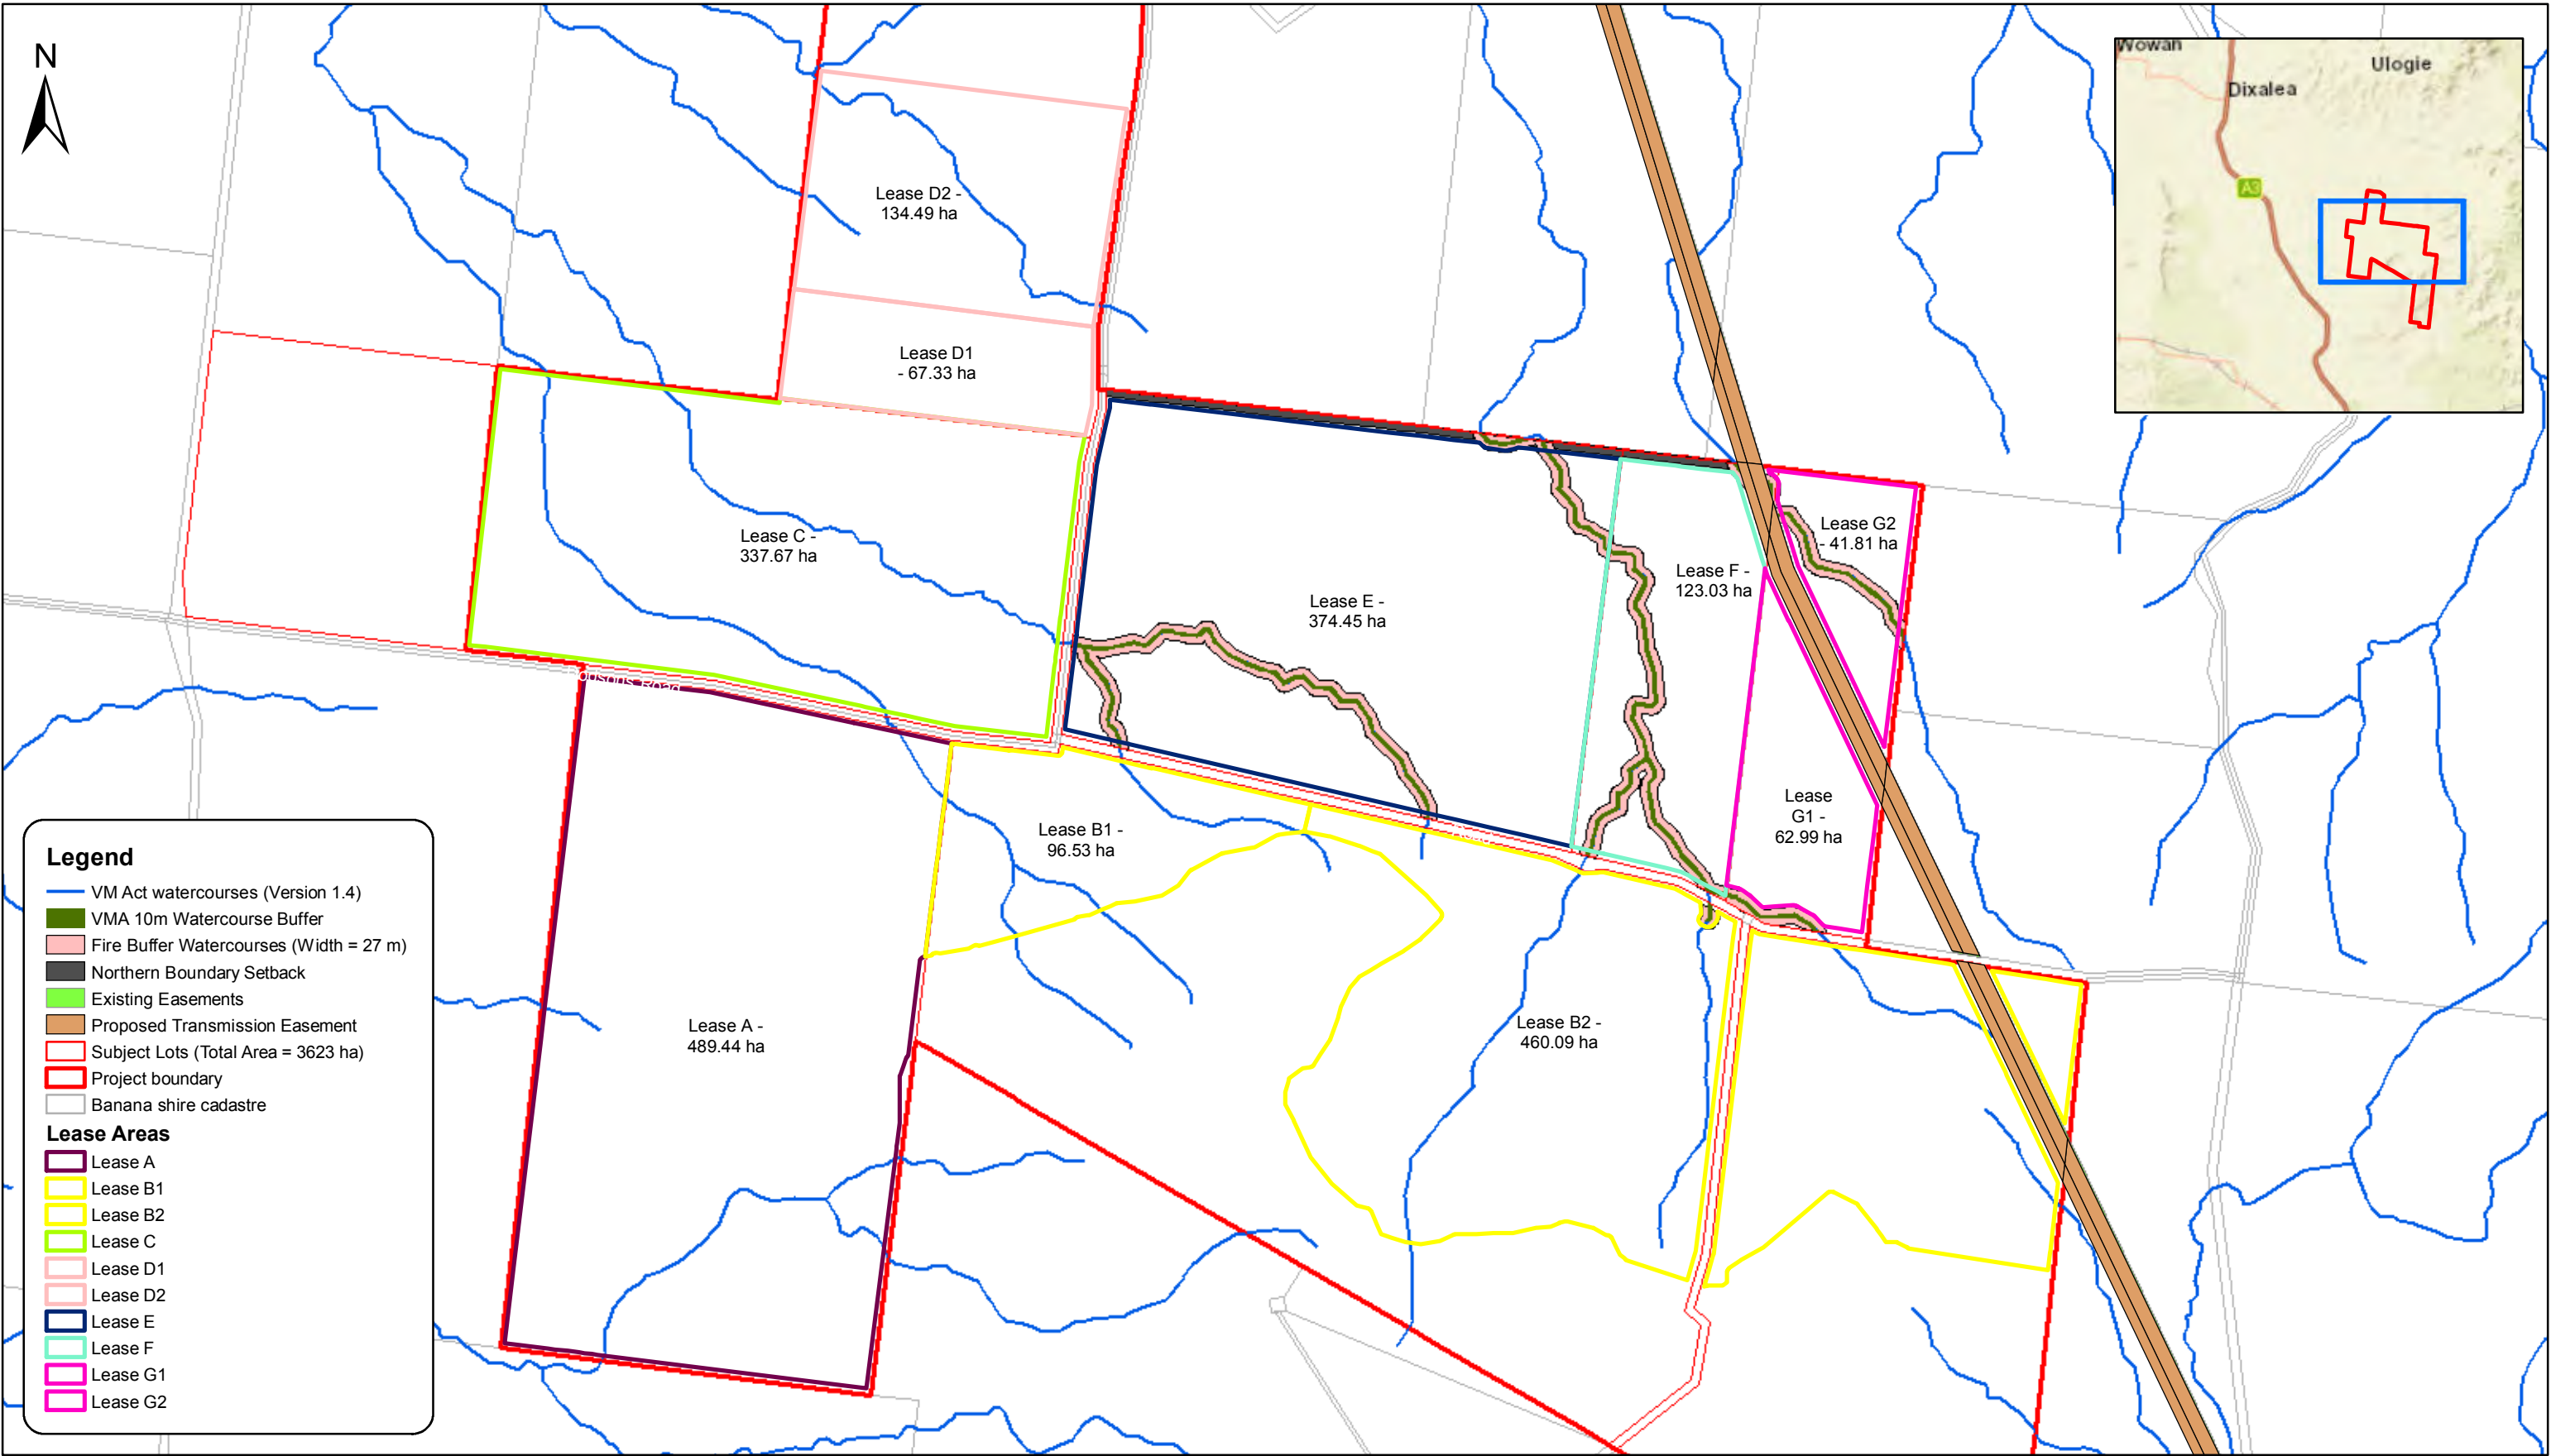 N
Wowan
Ulogie
Dixalea
A3
Lease D2 -
134.49 ha
Lease D1
- 67.33 ha
Lease C -
337.67 ha
Lease G2
- 41.81 ha
Lease F -
123.03 ha
Lease E -
374.45 ha
Lease
G1 -
62.99 ha
Lease B1 -
96.53 ha
Lease A -
489.44 ha
Lease B2 -
460.09 ha
Legend
VM Act watercourses (Version 1.4)
VMA 10m Watercourse Buffer
Fire Buffer Watercourses (Width = 27 m)
Northern Boundary Setback
Existing Easements
Proposed Transmission Easement
Subject Lots (Total Area = 3623 ha)
Project boundary
Banana shire cadastre
Lease Areas
Lease A
Lease B1
Lease B2
Lease C
Lease D1
Lease D2
Lease E
Lease F
Lease G1
Lease G2